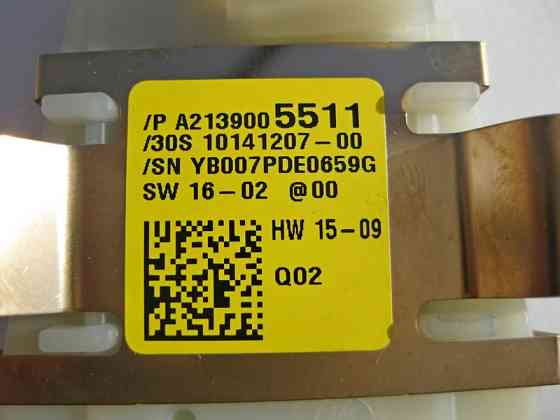 /P A2139005511
/30S 10141207-00
/SN YB007PDE0659G
SW 16-02 @00
HW 15-09
Q02